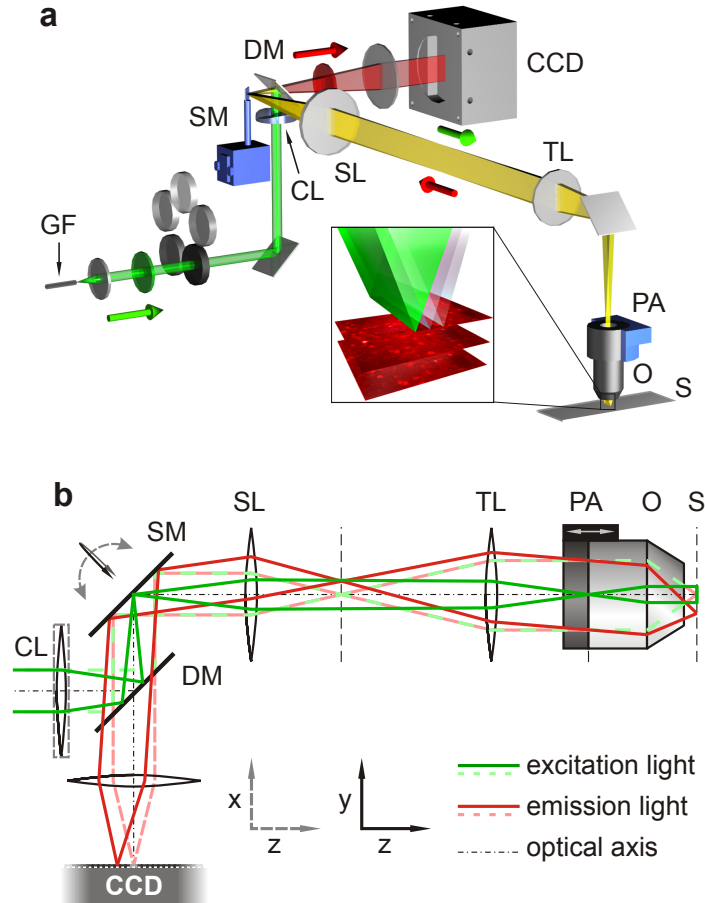 a
DM
CCD
SM
CL
SL
TL
GF
PA
O
S
b
SL
TL
PA
O
S
SM
CL
DM
x
z
y
z
excitation light
emission light
optical axis
CCD